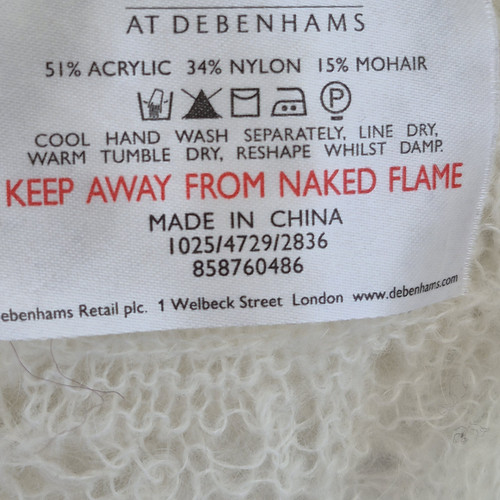 AT DEBENHAMS
51% ACRYLIC 34% NYLON 15% MOHAIR
P
COOL HAND WASH SEPARATELY, LINE DRY,
WARM TUMBLE DRY, RESHAPE WHILST DAMP.
KEEP AWAY FROM NAKED FLAME
MADE IN CHINA
1025/4729/2836
858760486
ebenhams Retail plc. 1 Welbeck Street London www.debenhams.com